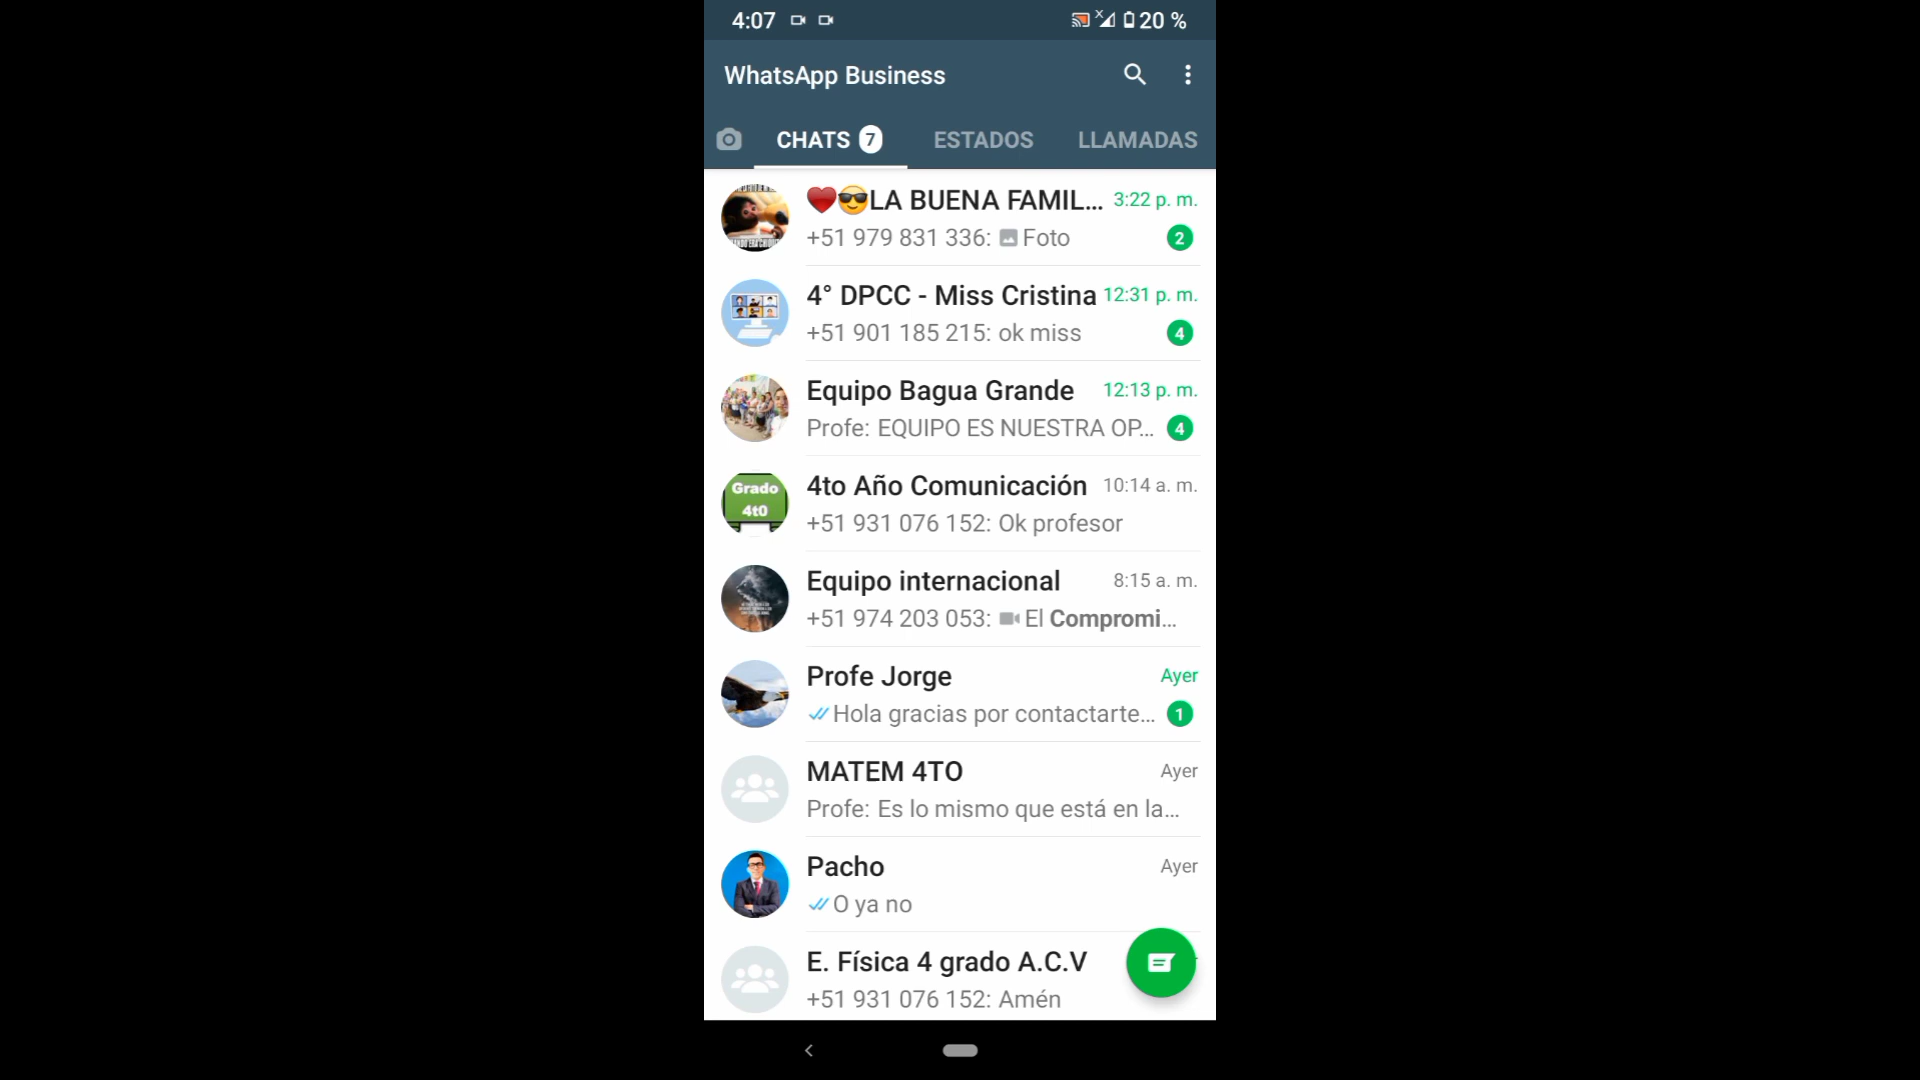 4:07
20 %
WhatsApp Business
CHATS 7 ESTADOS LLAMADAS
❤️😎LA BUENA FAMIL... 3:22 p. m.
+51 979 831 336: Foto 2
4° DPCC - Miss Cristina 12:31 p. m.
+51 901 185 215: ok miss 4
Equipo Bagua Grande 12:13 p. m.
Profe: EQUIPO ES NUESTRA OP... 4
Grado
4t0
4to Año Comunicación 10:14 a. m.
+51 931 076 152: Ok profesor
Equipo internacional 8:15 a. m.
+51 974 203 053: El Compromi...
Profe Jorge Ayer
Hola gracias por contactarte... 1
MATEM 4TO Ayer
Profe: Es lo mismo que está en la...
Pacho Ayer
O ya no
E. Física 4 grado A.C.V
+51 931 076 152: Amén